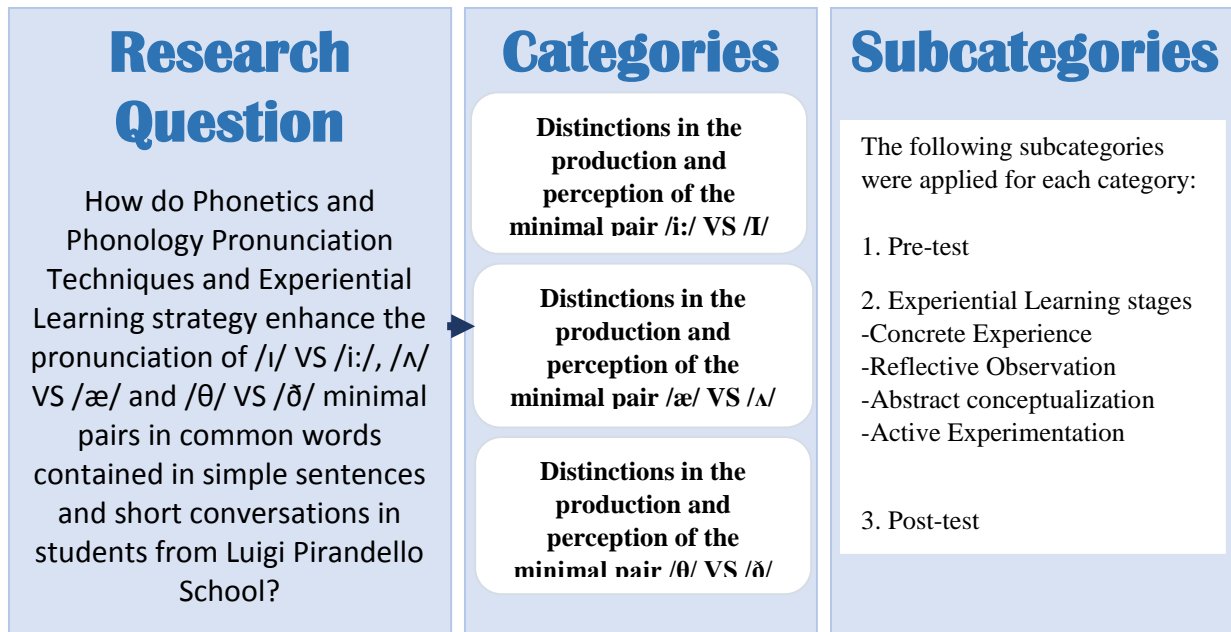 Research
Question
How do Phonetics and
Phonology Pronunciation
Techniques and Experiential
Learning strategy enhance the
pronunciation of /ɪ/ VS /i:/, /ʌ/
VS /æ/ and /θ/ VS /ð/ minimal
pairs in common words
contained in simple sentences
and short conversations in
students from Luigi Pirandello
School?
Categories
Distinctions in the
production and
perception of the
minimal pair /i:/ VS /I/
Distinctions in the
production and
perception of the
minimal pair /æ/ VS /ʌ/
Distinctions in the
production and
perception of the
minimal pair /θ/ VS /ð/
Subcategories
The following subcategories
were applied for each category:
1. Pre-test
2. Experiential Learning stages
-Concrete Experience
-Reflective Observation
-Abstract conceptualization
-Active Experimentation
3. Post-test